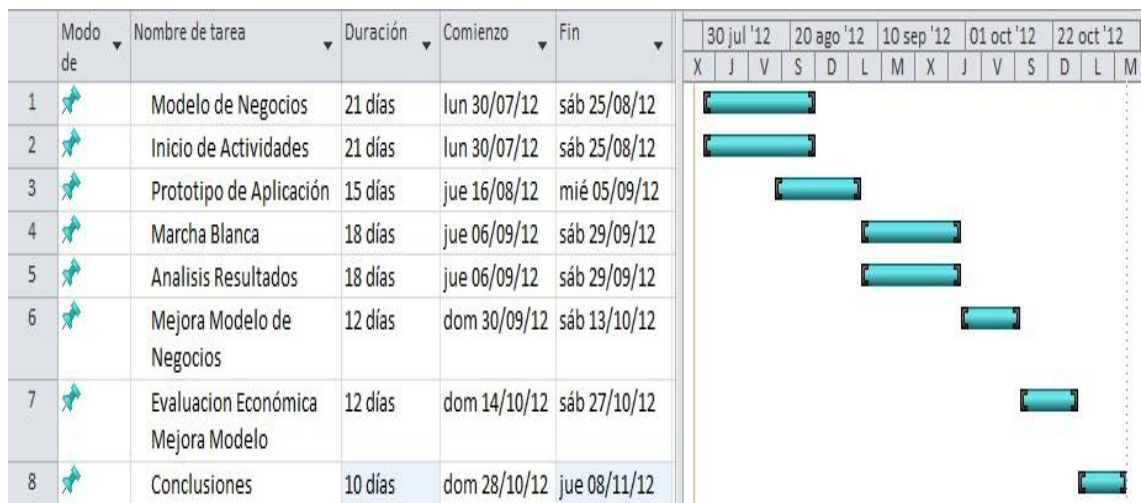 Modo de
Nombre de tarea
Duración
Comienzo
Fin
30 jul '12 20 ago '12 10 sep '12 01 oct '12 22 oct '12
X J V S D L M X J V S D L M
1 Modelo de Negocios 21 días lun 30/07/12 sáb 25/08/12
2 Inicio de Actividades 21 días lun 30/07/12 sáb 25/08/12
3 Prototipo de Aplicación 15 días jue 16/08/12 mié 05/09/12
4 Marcha Blanca 18 días jue 06/09/12 sáb 29/09/12
5 Analisis Resultados 18 días jue 06/09/12 sáb 29/09/12
6 Mejora Modelo de 12 días dom 30/09/12 sáb 13/10/12
Negocios
7 Evaluacion Económica 12 días dom 14/10/12 sáb 27/10/12
Mejora Modelo
8 Conclusiones 10 días dom 28/10/12 jue 08/11/12